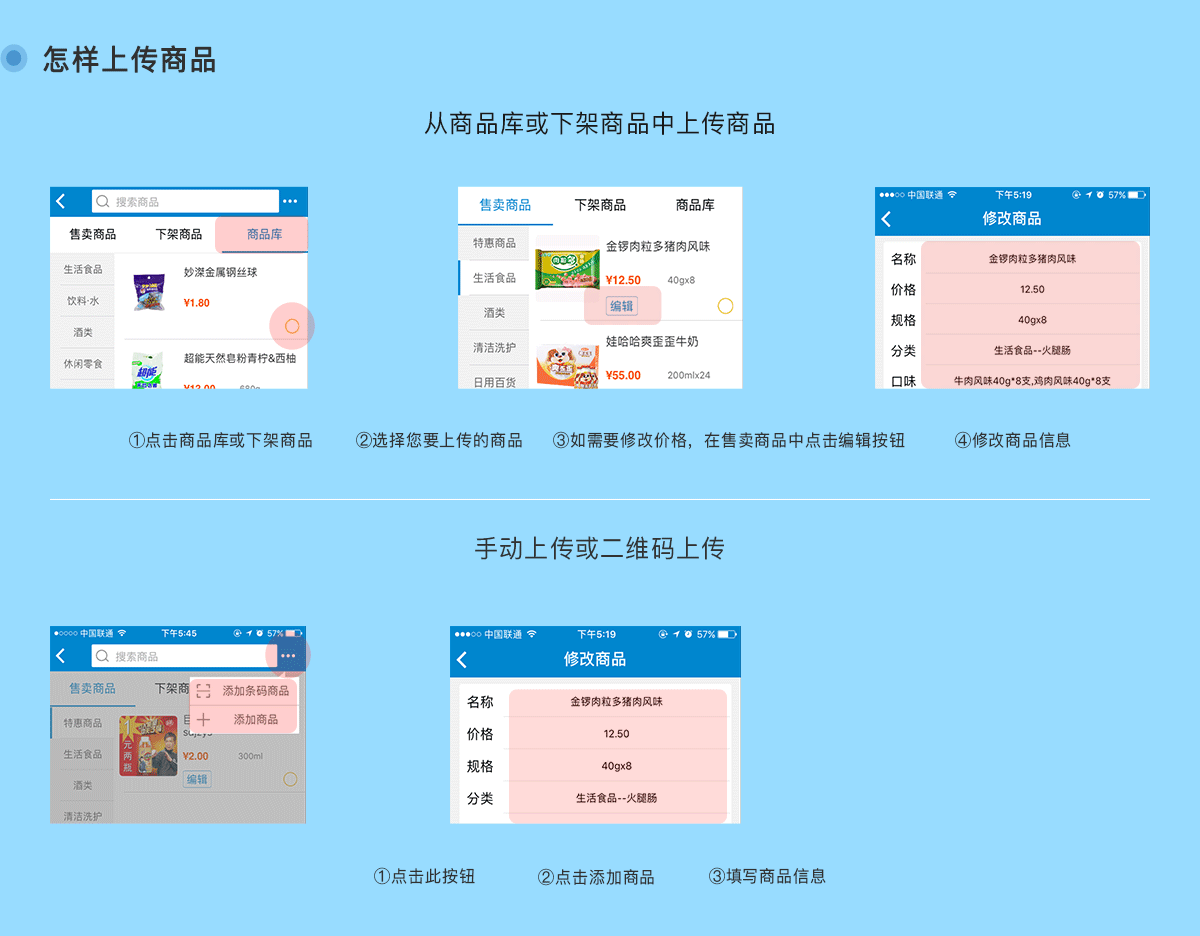 怎样上传商品
从商品库或下架商品中上传商品
搜索商品
售卖商品 下架商品 商品库
生活食品
饮料·水
酒类
休闲零食
妙潔金属钢丝球
¥1.80
超能天然皂粉青柠&西柚
¥13.00 680g
售卖商品 下架商品 商品库
特惠商品
生活食品
酒类
清洁洗护
日用百货
金锣肉粒多猪肉风味
¥12.50 40gx8
编辑
娃哈哈爽歪歪牛奶
¥55.00 200mlx24
中国联通 下午5:19 57%
修改商品
名称 金锣肉粒多猪肉风味
价格 12.50
规格 40gx8
分类 生活食品--火腿肠
口味 牛肉风味40g*8支,鸡肉风味40g*8支
①点击商品库或下架商品 ②选择您要上传的商品 ③如需要修改价格，在售卖商品中点击编辑按钮 ④修改商品信息
手动上传或二维码上传
中国联通 下午5:45 57%
搜索商品
售卖商品 下架商
添加条码商品
添加商品
特惠商品
生活食品
酒类
清洁洗护
1元两瓶
¥2.00 300ml
编辑
中国联通 下午5:19 57%
修改商品
名称 金锣肉粒多猪肉风味
价格 12.50
规格 40gx8
分类 生活食品--火腿肠
①点击此按钮 ②点击添加商品 ③填写商品信息